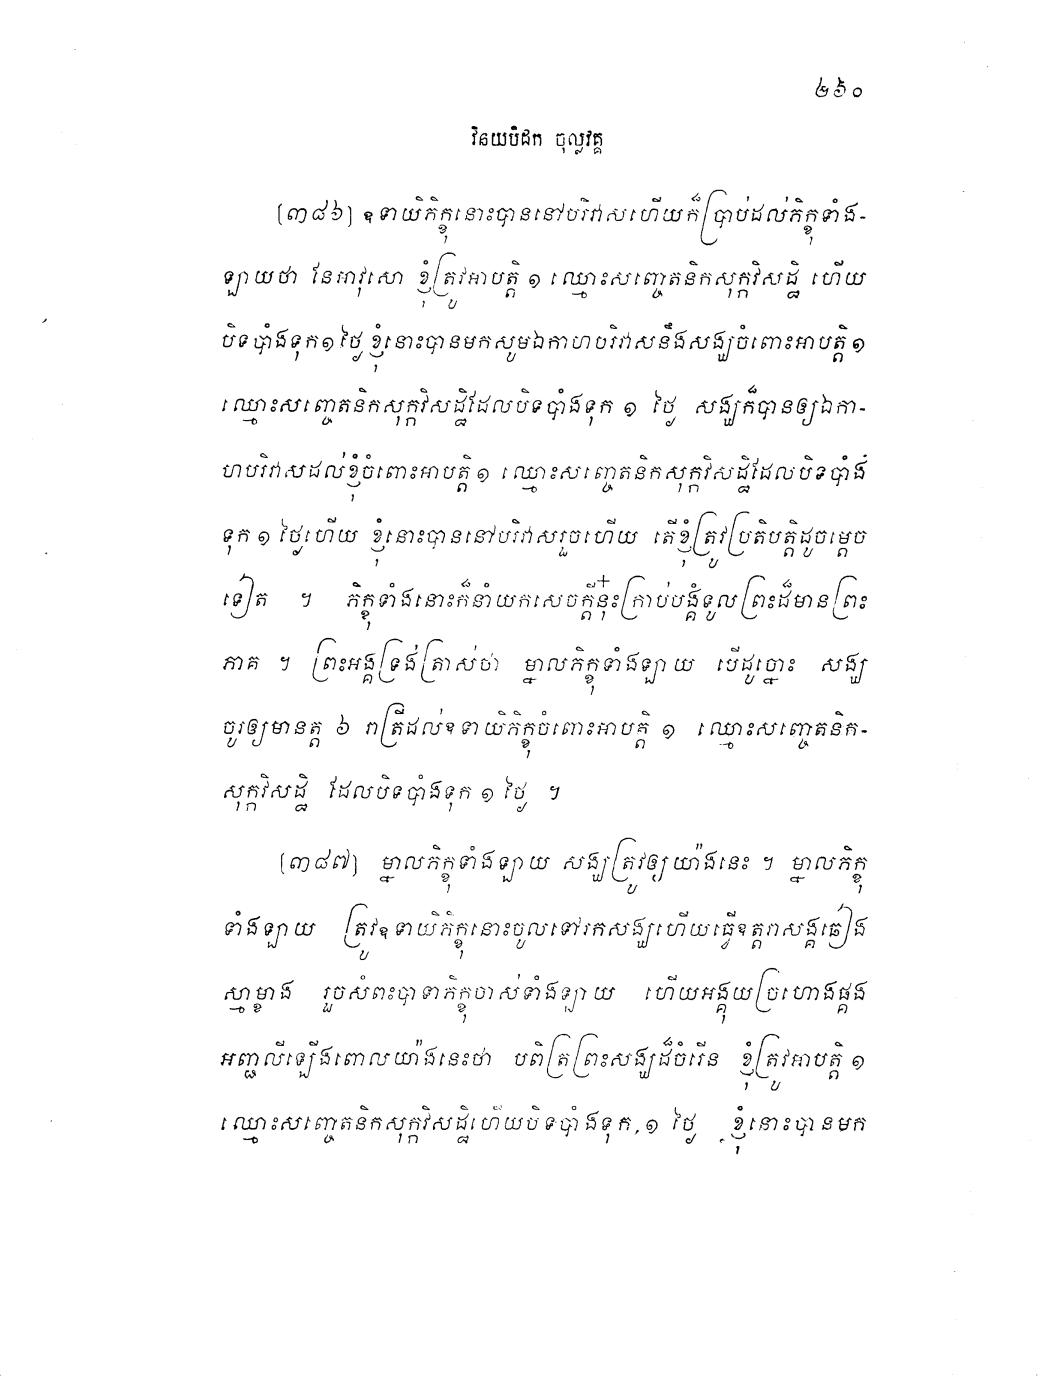 ២៦០
វិនយបិដក ចុល្លវគ្គ
[៣៨៦] ឧទាយិភិក្ខុនោះបាននៅបរិវាសហើយក៏ប្រាប់ដល់ភិក្ខុទាំង-
ឡាយថា នែអាវុសោ ខ្ញុំត្រូវអាបត្តិ ១ ឈ្មោះសញ្ចេតនិកសុក្កវិសដ្ឋិ ហើយ
បិទបាំងទុក ១ ថ្ងៃ ខ្ញុំនោះបានមកសូមឯកាហបរិវាសនឹងសង្ឃចំពោះអាបត្តិ ១
ឈ្មោះសញ្ចេតនិកសុក្កវិសដ្ឋិដែលបិទបាំងទុក ១ ថ្ងៃ សង្ឃក៏បានឲ្យឯកា-
ហបរិវាសដល់ខ្ញុំចំពោះអាបត្តិ ១ ឈ្មោះសញ្ចេតនិកសុក្កវិសដ្ឋិដែលបិទបាំង
ទុក ១ ថ្ងៃហើយ ខ្ញុំនោះបាននៅបរិវាសរួចហើយ តើខ្ញុំត្រូវប្រតិបត្តិដូចម្ដេច
ទៀត ។ ភិក្ខុទាំងនោះក៏នាំយកសេចក្ដីនុ៎ះក្រាប់បង្គំទូលព្រះដ៏មានព្រះ
ភាគ ។ ព្រះអង្គទ្រង់ត្រាស់ថា ម្នាលភិក្ខុទាំងឡាយ បើដូច្នោះ សង្ឃ
ចូរឲ្យមានត្ត ៦ រាត្រីដល់ឧទាយិភិក្ខុចំពោះអាបត្តិ ១ ឈ្មោះសញ្ចេតនិក-
សុក្កវិសដ្ឋិ ដែលបិទបាំងទុក ១ ថ្ងៃ ។
[៣៨៧] ម្នាលភិក្ខុទាំងឡាយ សង្ឃត្រូវឲ្យយ៉ាងនេះ ។ ម្នាលភិក្ខុ
ទាំងឡាយ ត្រូវឧទាយិភិក្ខុនោះចូលទៅរកសង្ឃហើយធ្វើឧត្តរាសង្គឆៀង
ស្មាម្ខាង រួចសំពះបាទាភិក្ខុចាស់ទាំងឡាយ ហើយអង្គុយច្រហោងផ្គង
អញ្ជលីឡើងពោលយ៉ាងនេះថា បពិត្រព្រះសង្ឃដ៏ចំរើន ខ្ញុំត្រូវអាបត្តិ ១
ឈ្មោះសញ្ចេតនិកសុក្កវិសដ្ឋិហើយបិទបាំងទុក ១ ថ្ងៃ ខ្ញុំនោះបានមក